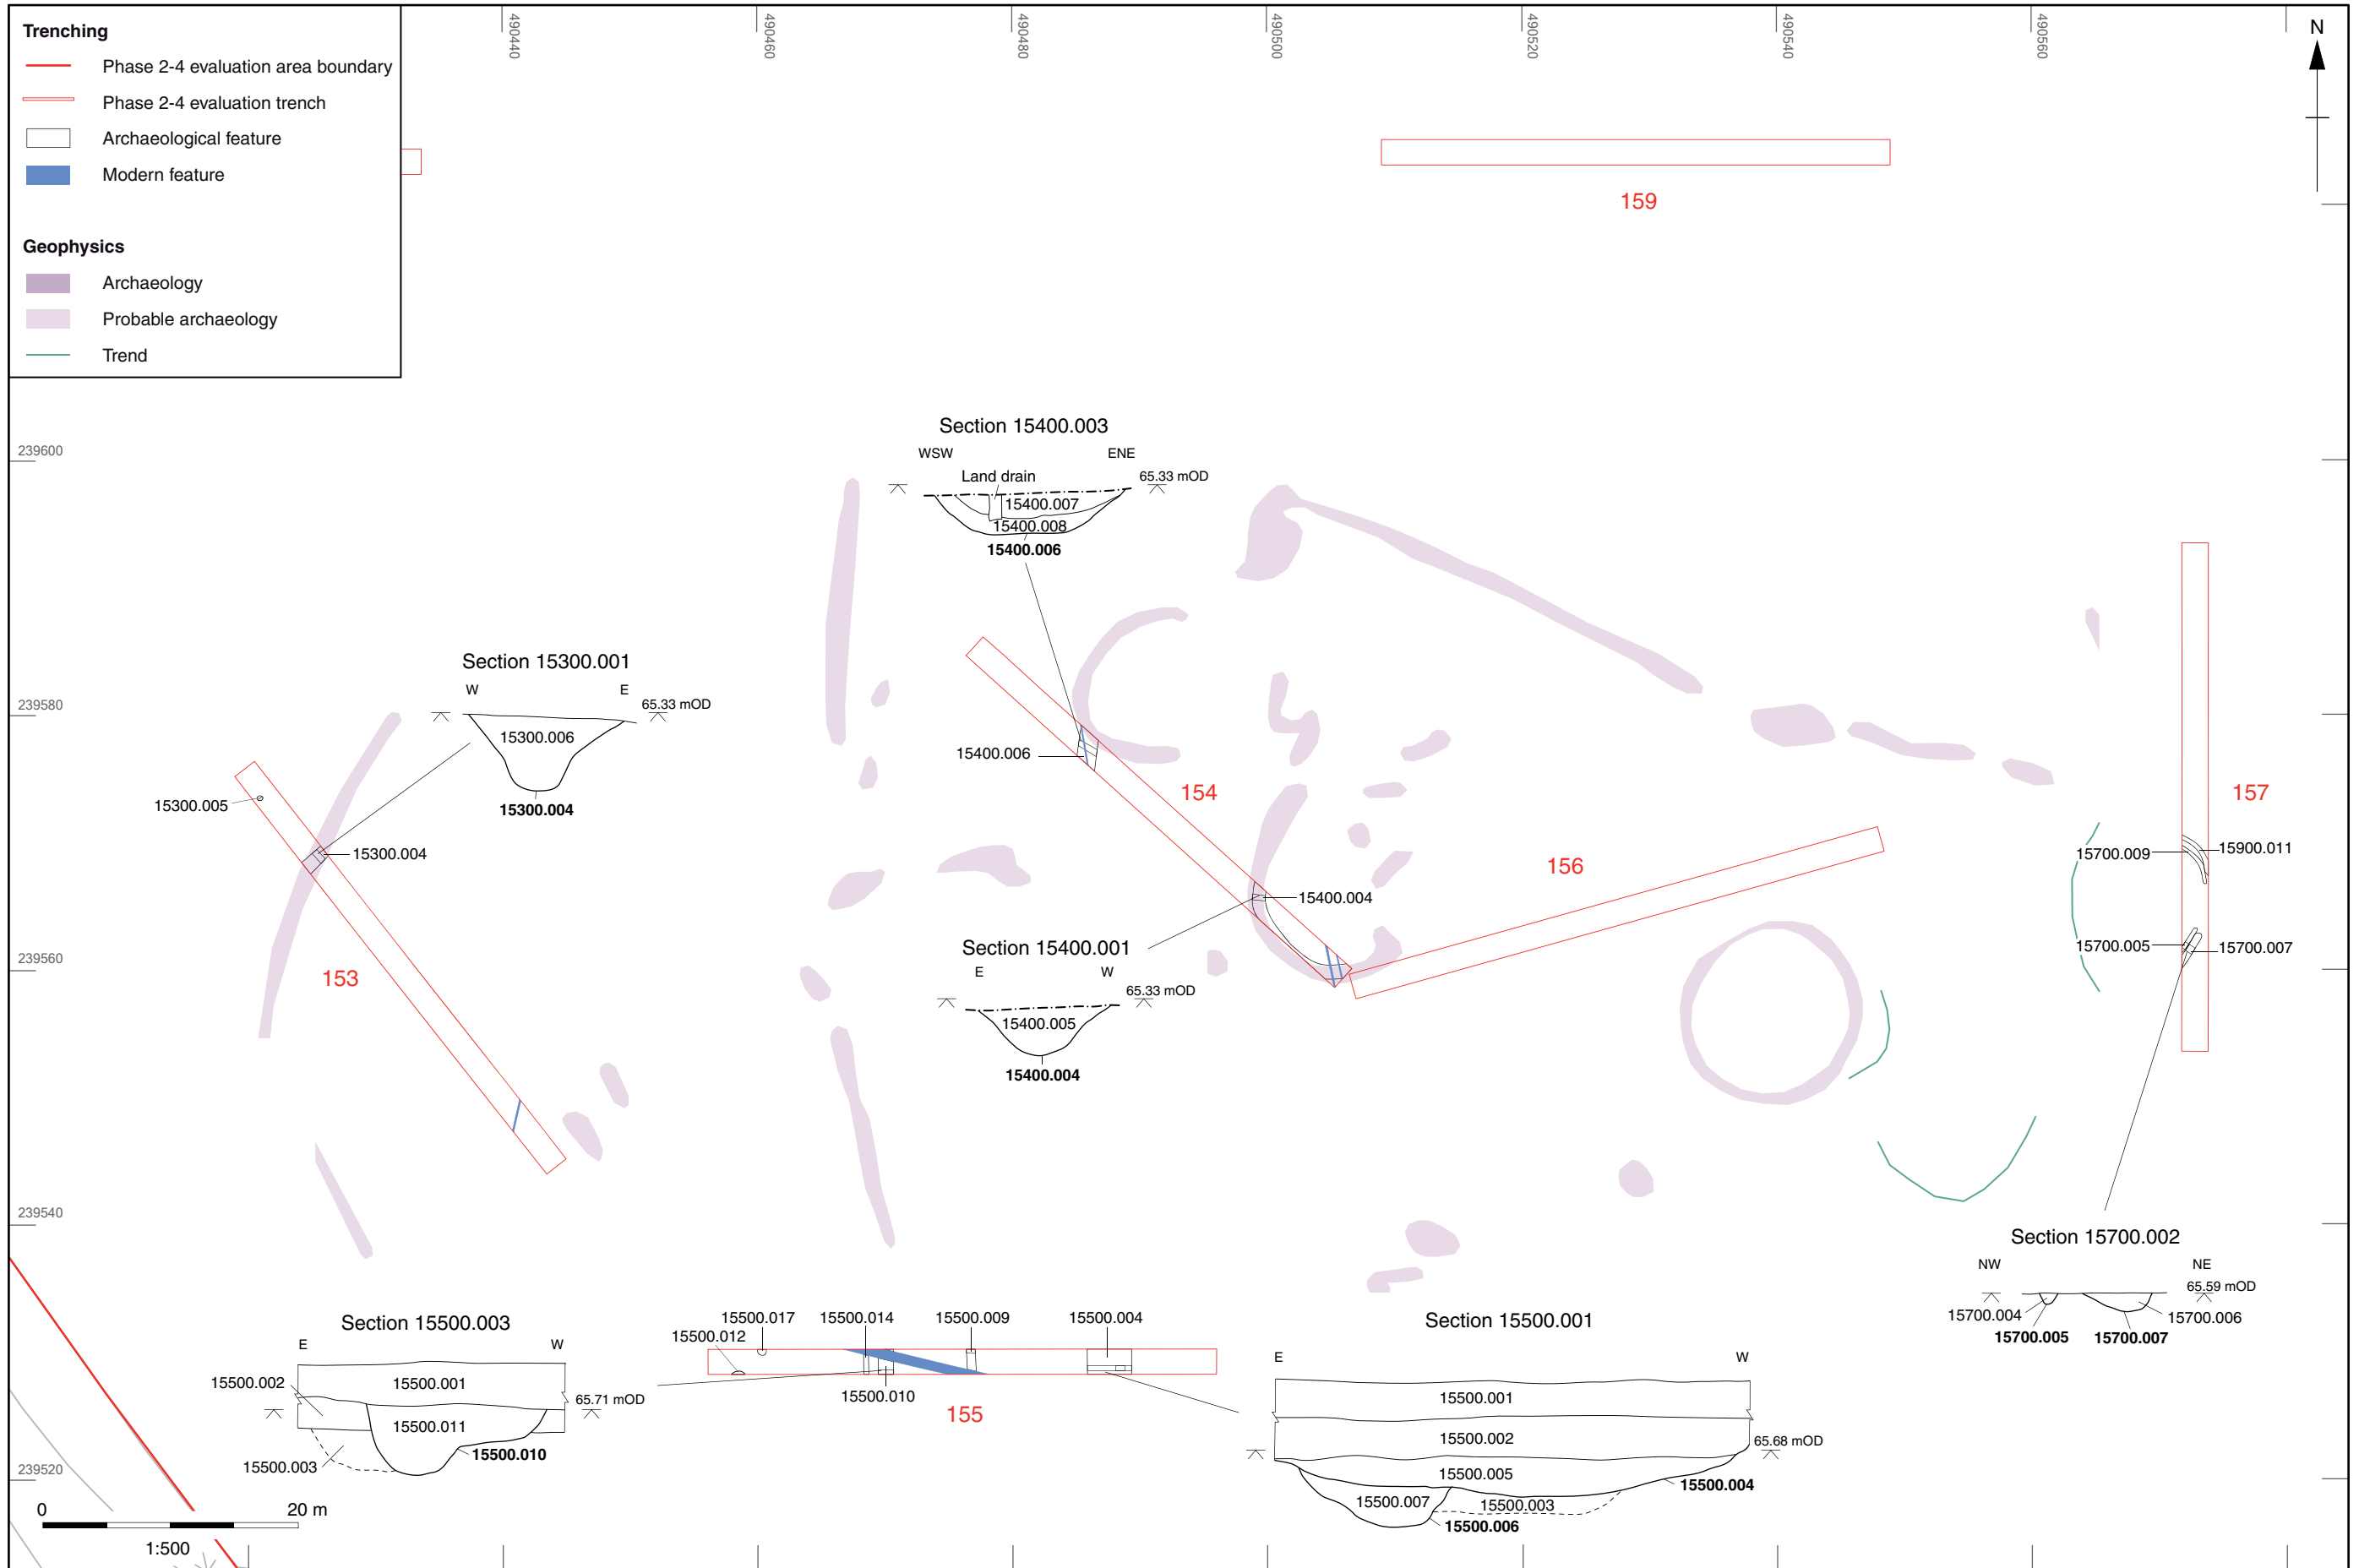 Trenching
Phase 2-4 evaluation area boundary
Phase 2-4 evaluation trench
Archaeological feature
Modern feature
Geophysics
Archaeology
Probable archaeology
Trend
490440
490460
490480
490500
490520
490540
490560
N
159
239600
239580
239560
239540
239520
Section 15400.003
WSW
ENE
Land drain
65.33 mOD
15400.007
15400.008
15400.006
Section 15300.001
W
E
65.33 mOD
15300.006
15300.004
15300.005
15300.004
153
15400.006
154
15400.004
Section 15400.001
E
W
65.33 mOD
15400.005
15400.004
156
157
15700.009
15900.011
15700.005
15700.007
Section 15700.002
NW
NE
65.59 mOD
15700.004
15700.006
15700.005
15700.007
Section 15500.003
E
W
15500.002
15500.001
65.71 mOD
15500.011
15500.010
15500.003
15500.017
15500.014
15500.009
15500.004
15500.012
15500.010
155
Section 15500.001
E
W
15500.001
15500.002
65.68 mOD
15500.005
15500.004
15500.007
15500.003
15500.006
0
20 m
1:500